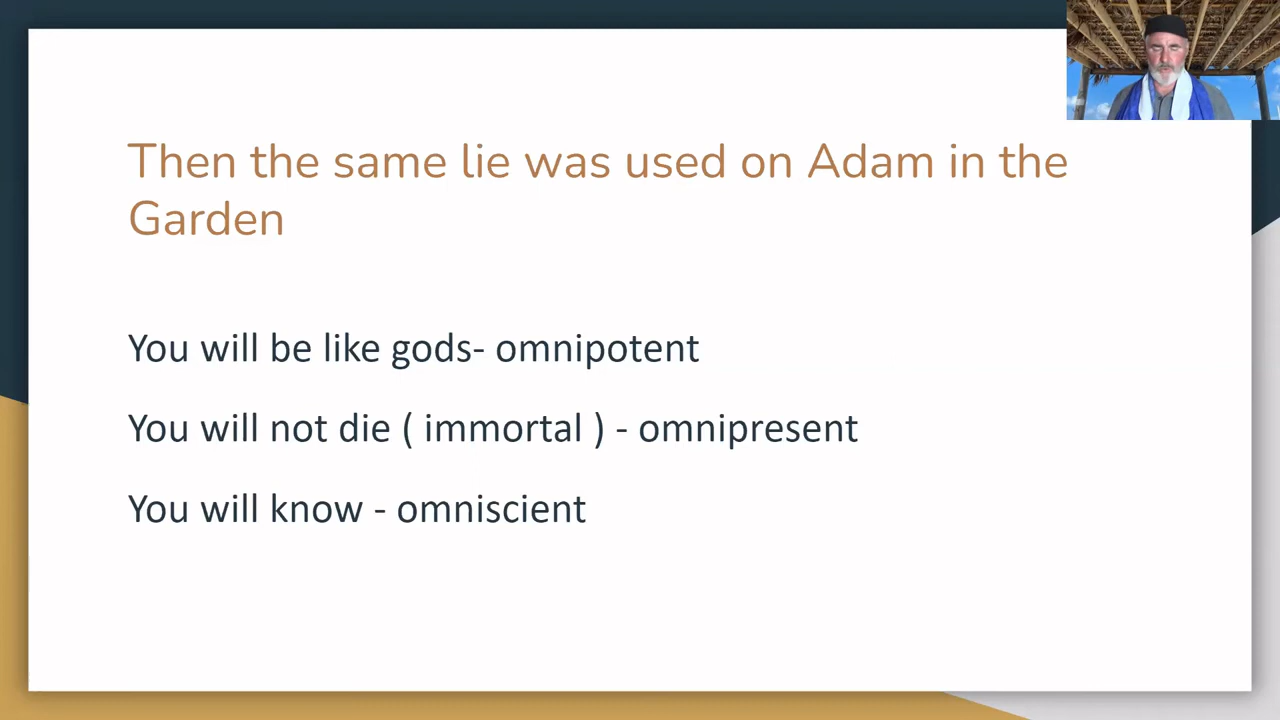 Then the same lie was used on Adam in the
Garden
You will be like gods- omnipotent
You will not die ( immortal ) - omnipresent
You will know - omniscient